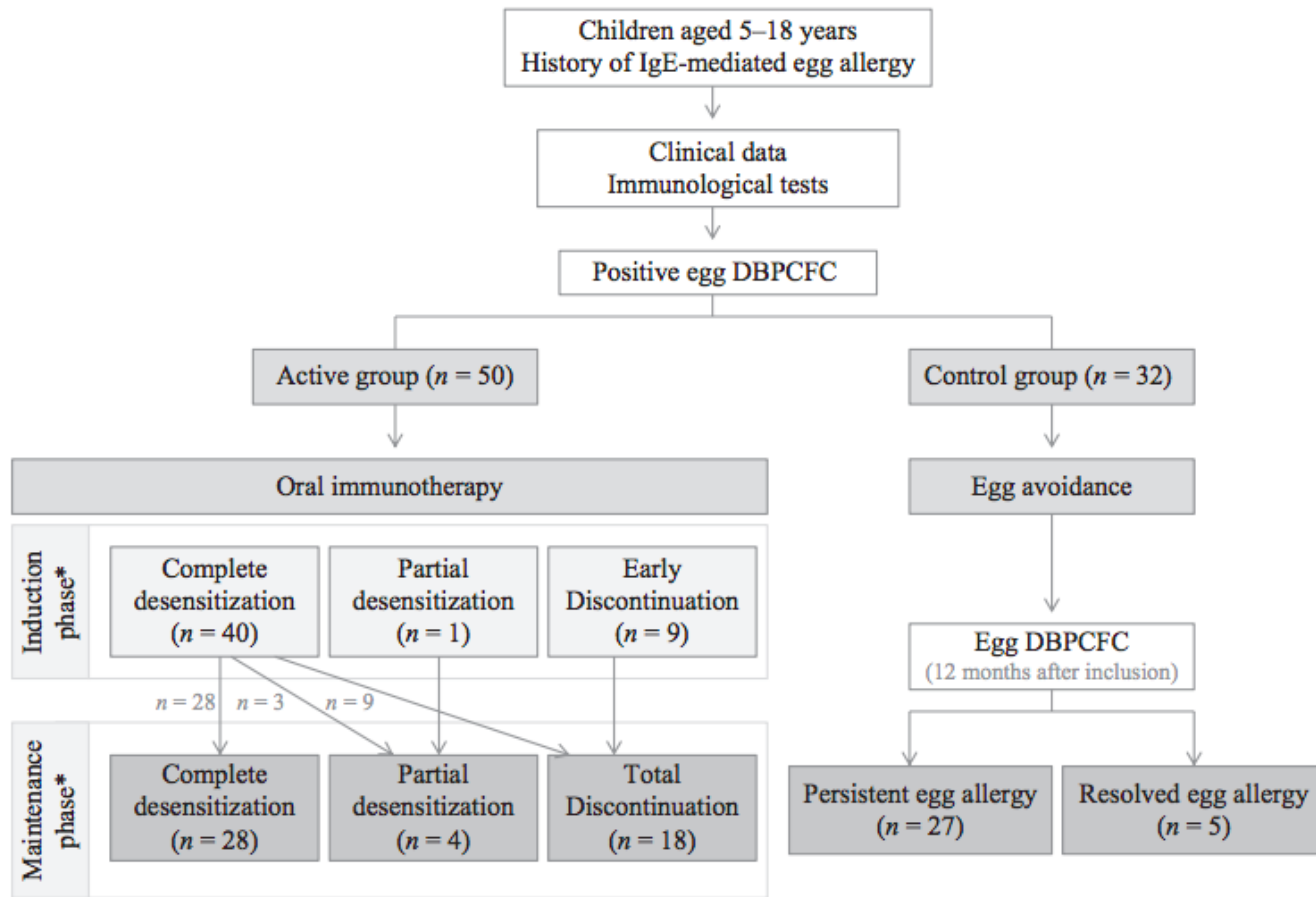 Children aged 5–18 years
History of IgE-mediated egg allergy
Clinical data
Immunological tests
Positive egg DBPCFC
Active group (n = 50)
Control group (n = 32)
Oral immunotherapy
Egg avoidance
Induction
phase*
Complete
desensitization
(n = 40)
Partial
desensitization
(n = 1)
Early
Discontinuation
(n = 9)
Egg DBPCFC
(12 months after inclusion)
n = 28
n = 3
n = 9
Maintenance
phase*
Complete
desensitization
(n = 28)
Partial
desensitization
(n = 4)
Total
Discontinuation
(n = 18)
Persistent egg allergy
(n = 27)
Resolved egg allergy
(n = 5)